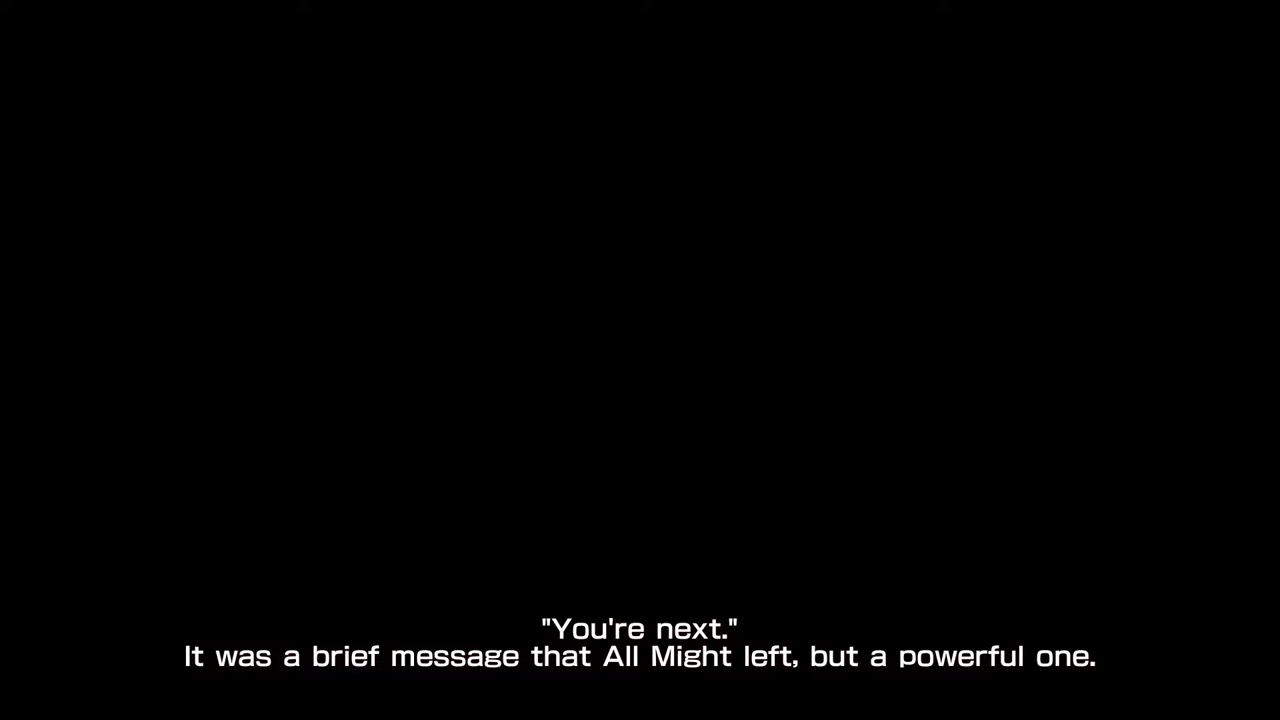 "You're next."
It was a brief message that All Might left, but a powerful one.